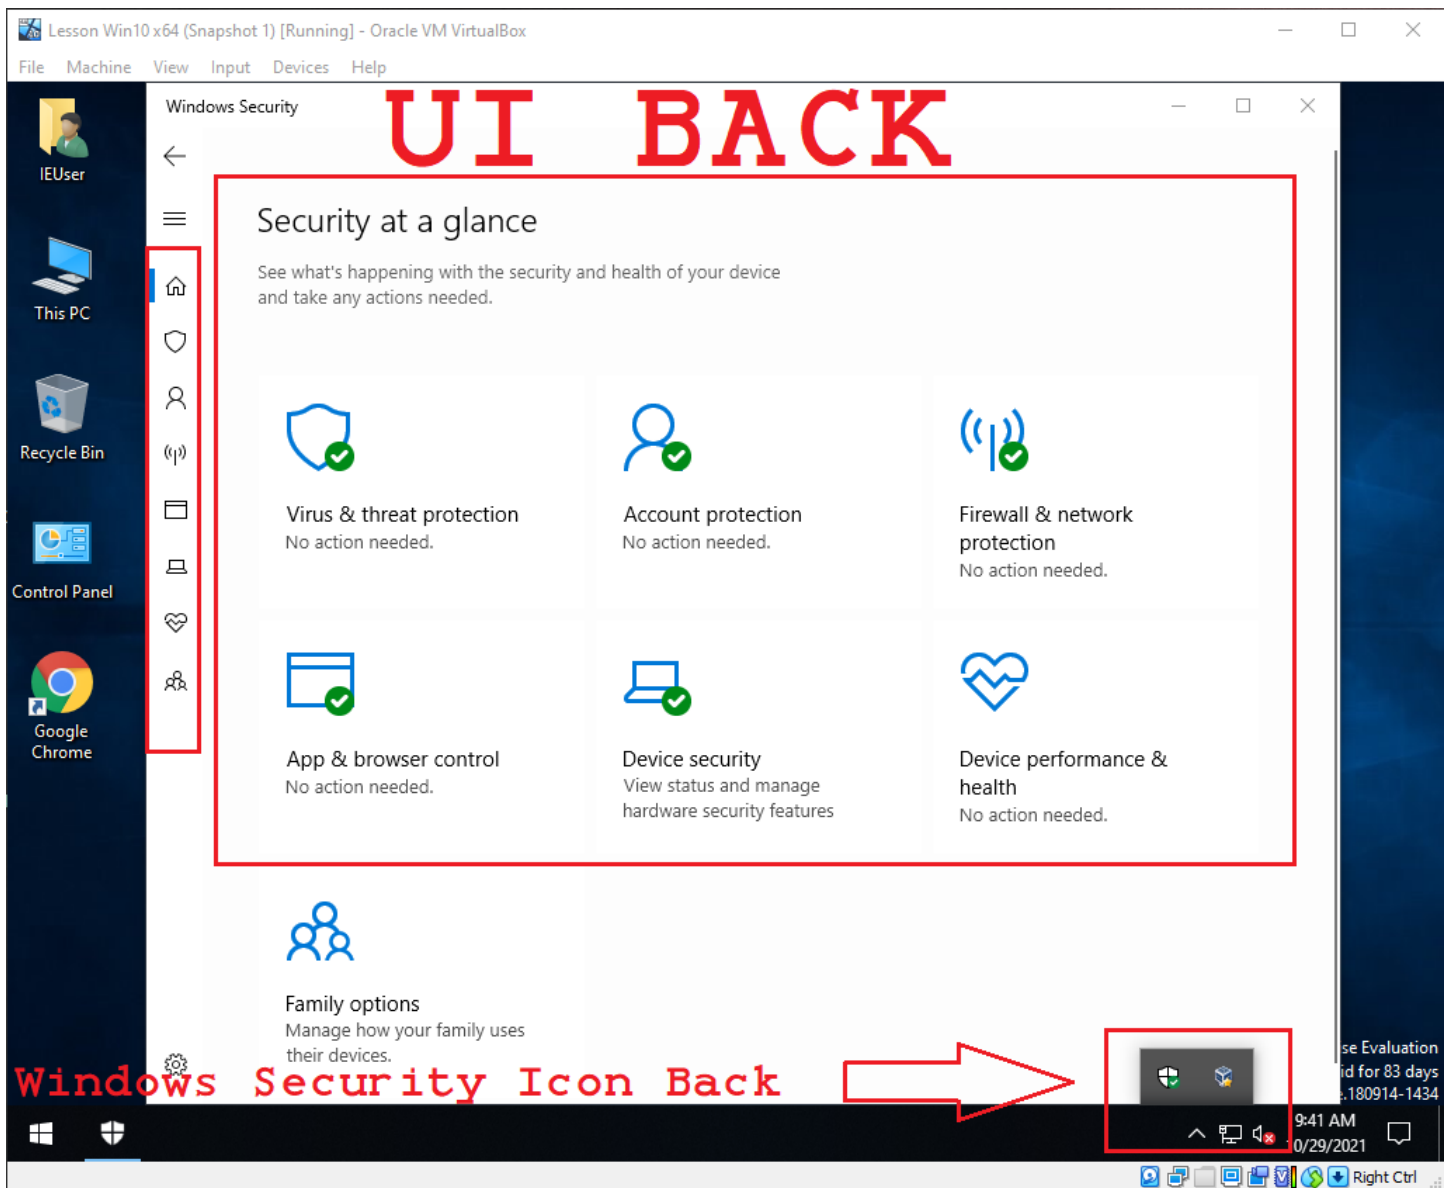 Lesson Win10 x64 (Snapshot 1) [Running] - Oracle VM VirtualBox
File Machine View Input Devices Help
Windows Security
UI BACK
IEUser
This PC
Recycle Bin
Control Panel
Google
Chrome
Security at a glance
See what's happening with the security and health of your device
and take any actions needed.
Virus & threat protection
No action needed.
Account protection
No action needed.
Firewall & network
protection
No action needed.
App & browser control
No action needed.
Device security
View status and manage
hardware security features
Device performance &
health
No action needed.
Family options
Manage how your family uses
their devices.
Windows Security Icon Back
se Evaluation
id for 83 days
.180914-1434
9:41 AM
0/29/2021
Right Ctrl